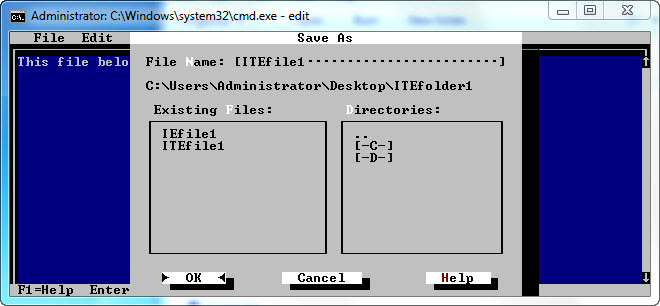 Administrator: C:\Windows\system32\cmd.exe - edit
File Edit Save As
This file belo
File Name: [ITEfile1························]
C:\Users\Administrator\Desktop\ITEfolder1
Existing Files: Directories:
IEfile1 ..
ITEfile1 [-C-]
[-D-]
OK Cancel Help
F1=Help Enter